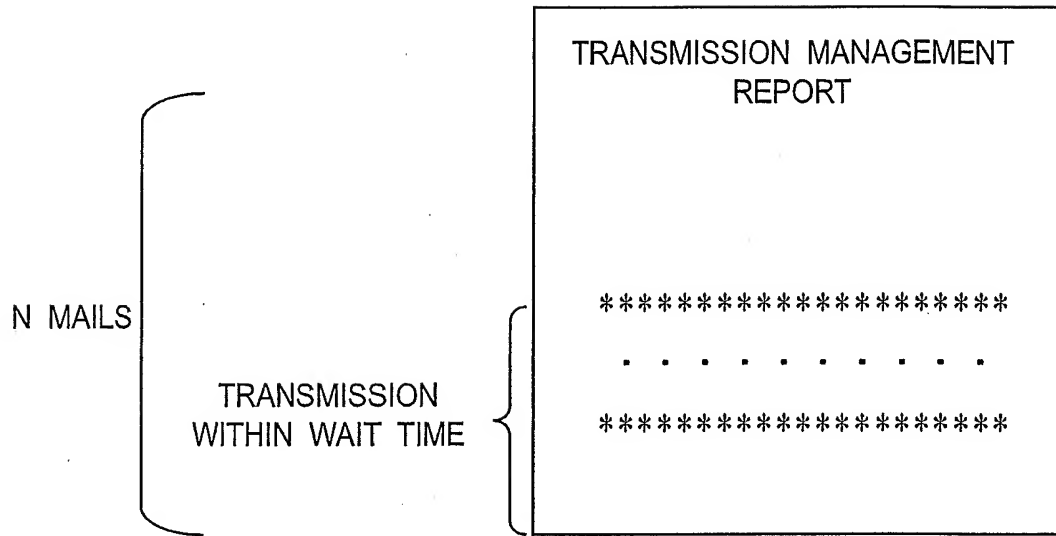 TRANSMISSION MANAGEMENT
REPORT
N MAILS
*********************
. . . . . . . . . .
TRANSMISSION
WITHIN WAIT TIME
*********************